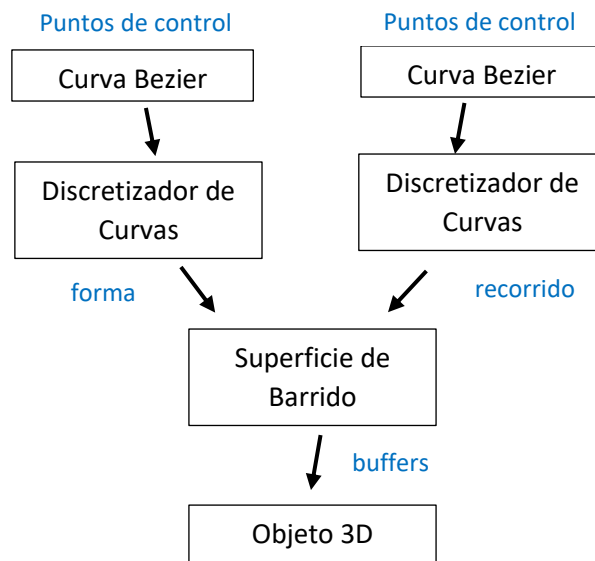 Puntos de control
Puntos de control
Curva Bezier
Curva Bezier
Discretizador de
Curvas
Discretizador de
Curvas
forma
recorrido
Superficie de
Barrido
buffers
Objeto 3D